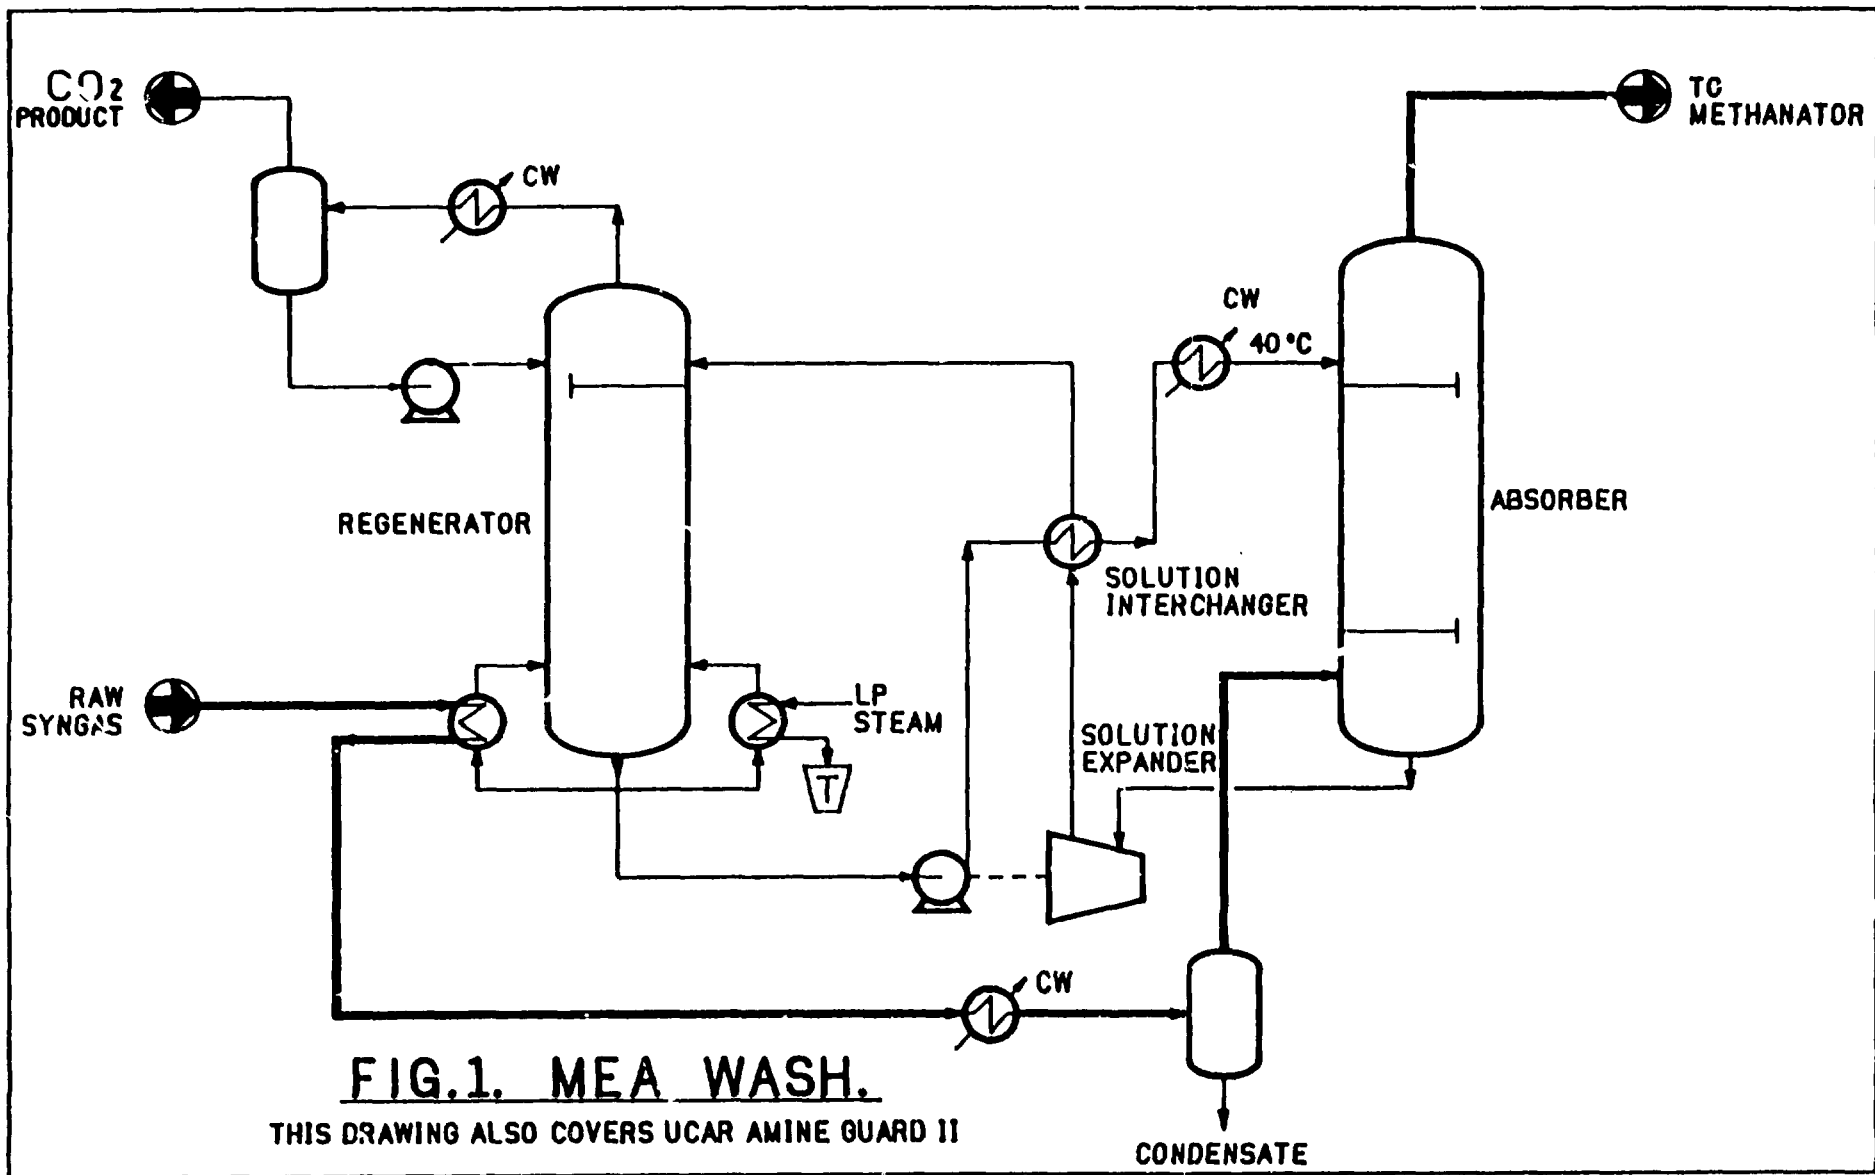 CO2
PRODUCT
TO
METHANATOR
CW
CW
40°C
REGENERATOR
ABSORBER
SOLUTION
INTERCHANGER
RAW
SYNGAS
LP
STEAM
T
SOLUTION
EXPANDER
CW
FIG.1. MEA WASH.
THIS DRAWING ALSO COVERS UCAR AMINE GUARD II
CONDENSATE